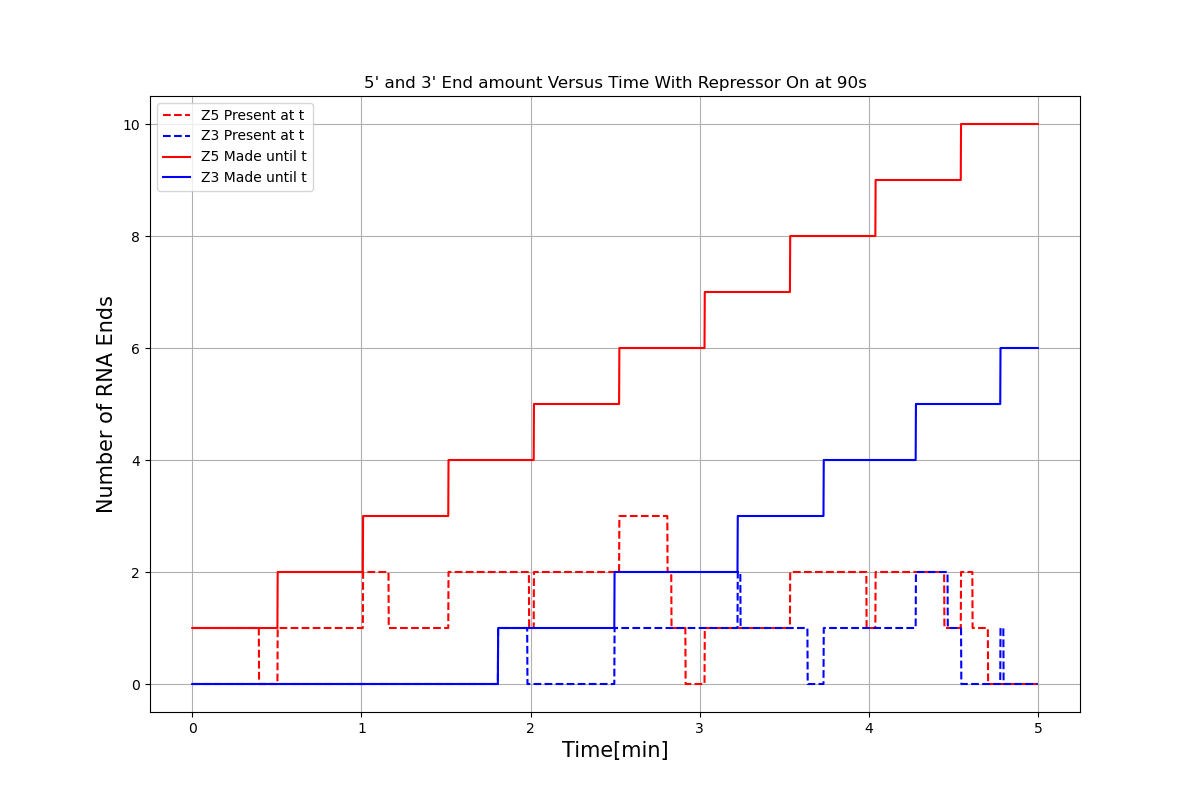 5' and 3' End amount Versus Time With Repressor On at 90s
Z5 Present at t
Z3 Present at t
Z5 Made until t
Z3 Made until t
10
8
6
4
2
0
Number of RNA Ends
0 1 2 3 4 5
Time[min]